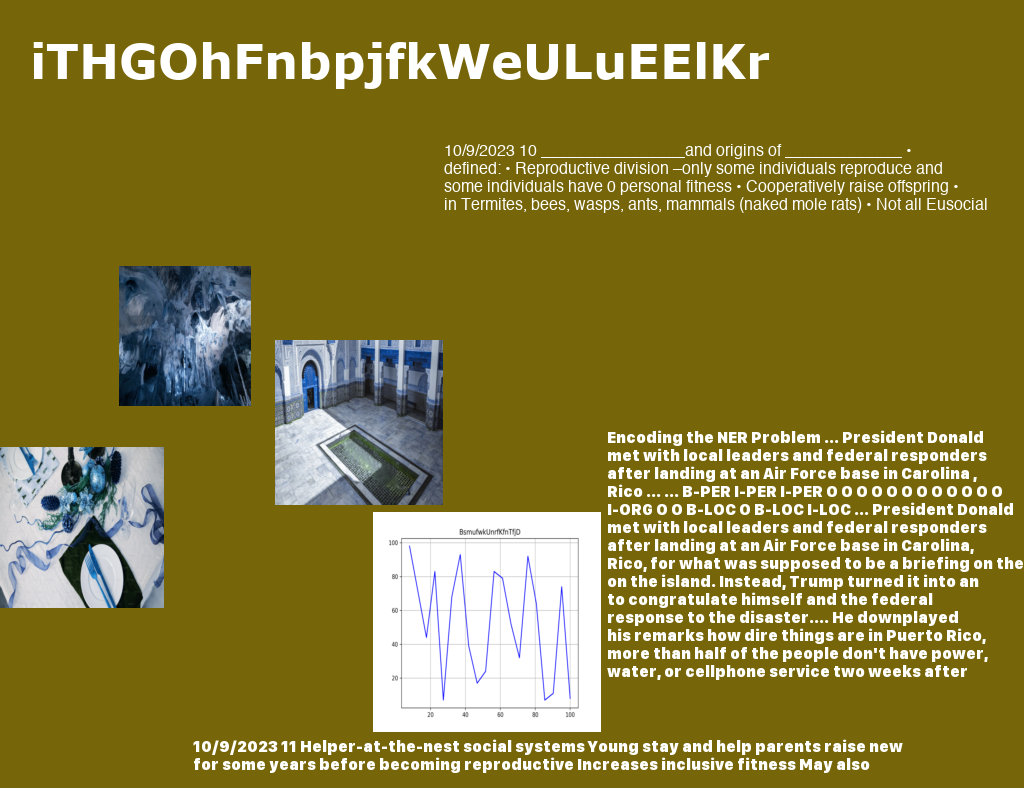 iTHGOhFnbpjfkWeULuEElKr
10/9/2023 10 _________________and origins of ______________ •
defined: • Reproductive division –only some individuals reproduce and
some individuals have 0 personal fitness • Cooperatively raise offspring •
in Termites, bees, wasps, ants, mammals (naked mole rats) • Not all Eusocial
Encoding the NER Problem ... President Donald
met with local leaders and federal responders
after landing at an Air Force base in Carolina ,
Rico ... ... B-PER I-PER I-PER O O O O O O O O O O O O
I-ORG O O B-LOC O B-LOC I-LOC ... President Donald
met with local leaders and federal responders
after landing at an Air Force base in Carolina,
Rico, for what was supposed to be a briefing on the
on the island. Instead, Trump turned it into an
to congratulate himself and the federal
response to the disaster.... He downplayed
his remarks how dire things are in Puerto Rico,
more than half of the people don't have power,
water, or cellphone service two weeks after
BsmufwkUnrfKfnTfjD
100
80
60
40
20
20 40 60 80 100
10/9/2023 11 Helper-at-the-nest social systems Young stay and help parents raise new
for some years before becoming reproductive Increases inclusive fitness May also